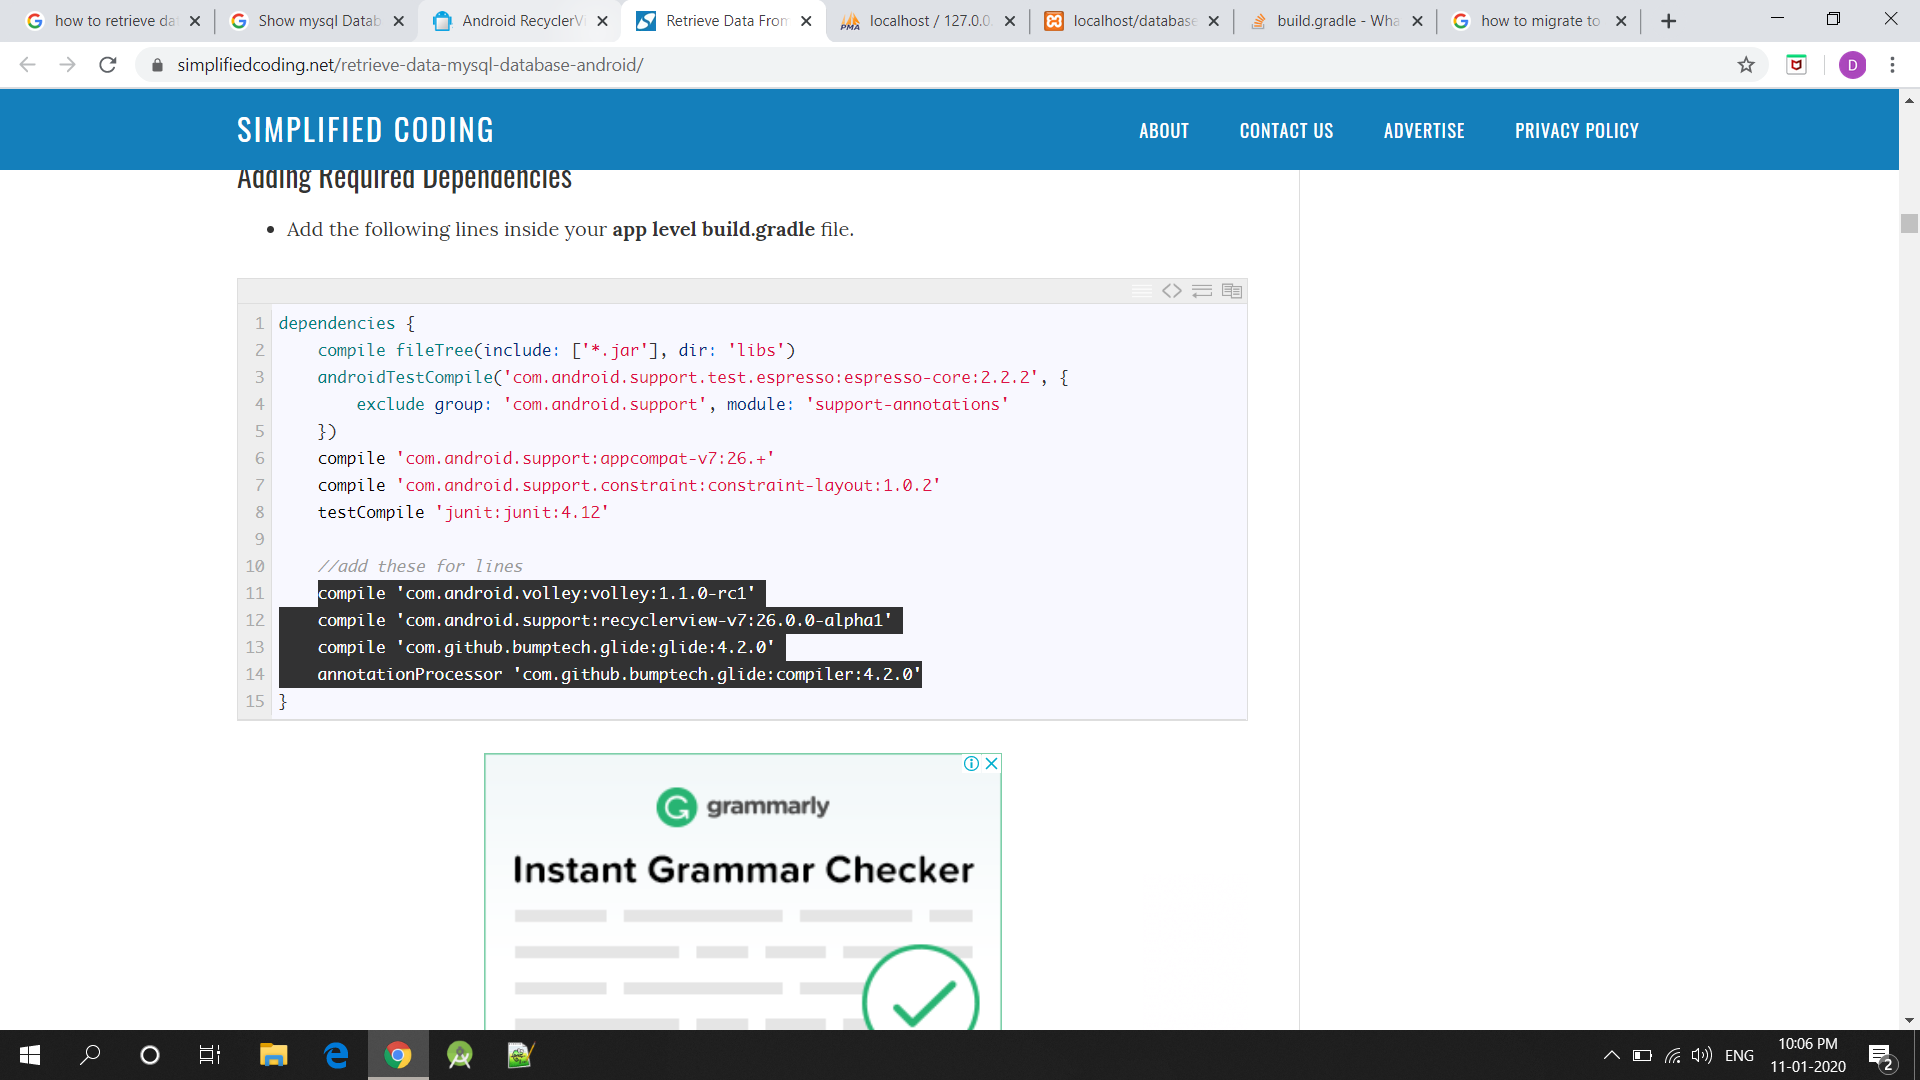 how to retrieve da
Show mysql Datab
Android RecyclerVi
Retrieve Data From
localhost / 127.0.0
localhost/database
build.gradle - Wha
how to migrate to
simplifiedcoding.net/retrieve-data-mysql-database-android/
D
SIMPLIFIED CODING
ABOUT
CONTACT US
ADVERTISE
PRIVACY POLICY
Adding Required Dependencies
Add the following lines inside your app level build.gradle file.
1 dependencies {
2 compile fileTree(include: ['*.jar'], dir: 'libs')
3 androidTestCompile('com.android.support.test.espresso:espresso-core:2.2.2', {
4 exclude group: 'com.android.support', module: 'support-annotations'
5 })
6 compile 'com.android.support:appcompat-v7:26.+'
7 compile 'com.android.support.constraint:constraint-layout:1.0.2'
8 testCompile 'junit:junit:4.12'
9
10 //add these for lines
11 compile 'com.android.volley:volley:1.1.0-rc1'
12 compile 'com.android.support:recyclerview-v7:26.0.0-alpha1'
13 compile 'com.github.bumptech.glide:glide:4.2.0'
14 annotationProcessor 'com.github.bumptech.glide:compiler:4.2.0'
15 }
grammarly
Instant Grammar Checker
ENG
10:06 PM
11-01-2020
2